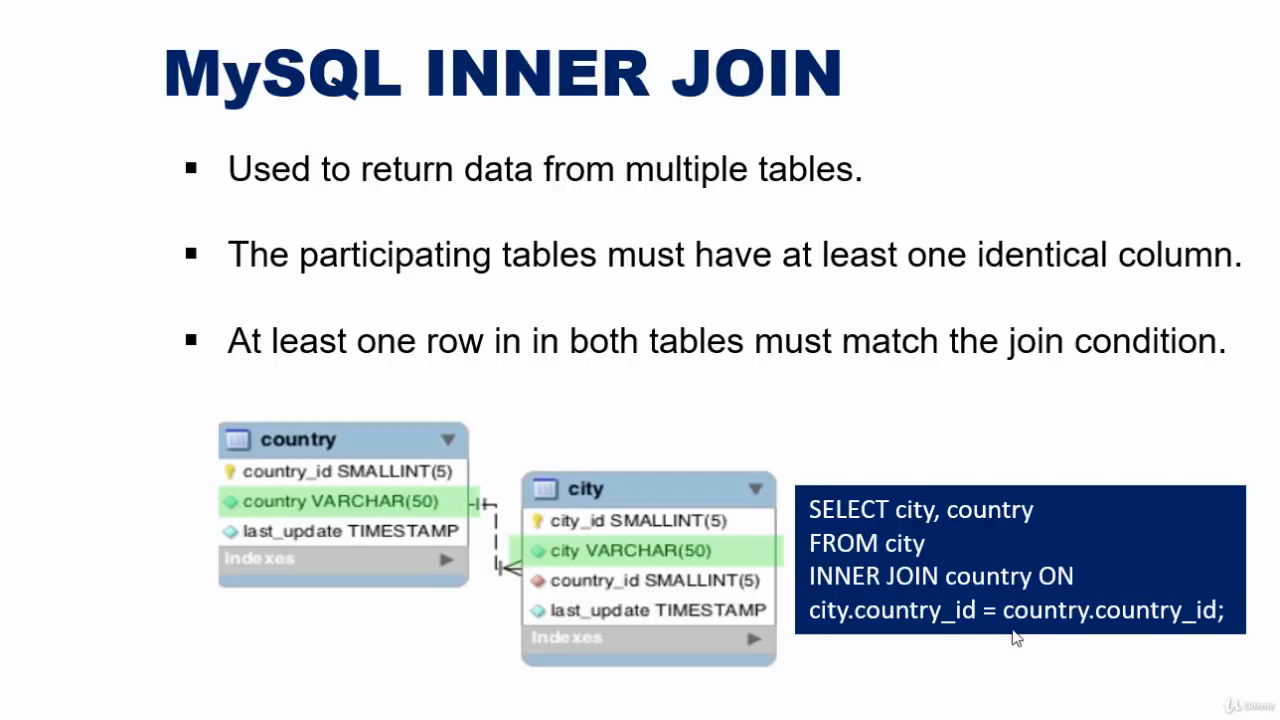 MySQL INNER JOIN
Used to return data from multiple tables.
The participating tables must have at least one identical column.
At least one row in in both tables must match the join condition.
country
country_id SMALLINT(5)
country VARCHAR(50)
last_update TIMESTAMP
Indexes
city
city_id SMALLINT(5)
city VARCHAR(50)
country_id SMALLINT(5)
last_update TIMESTAMP
Indexes
SELECT city, country
FROM city
INNER JOIN country ON
city.country_id = country.country_id;
Udemy